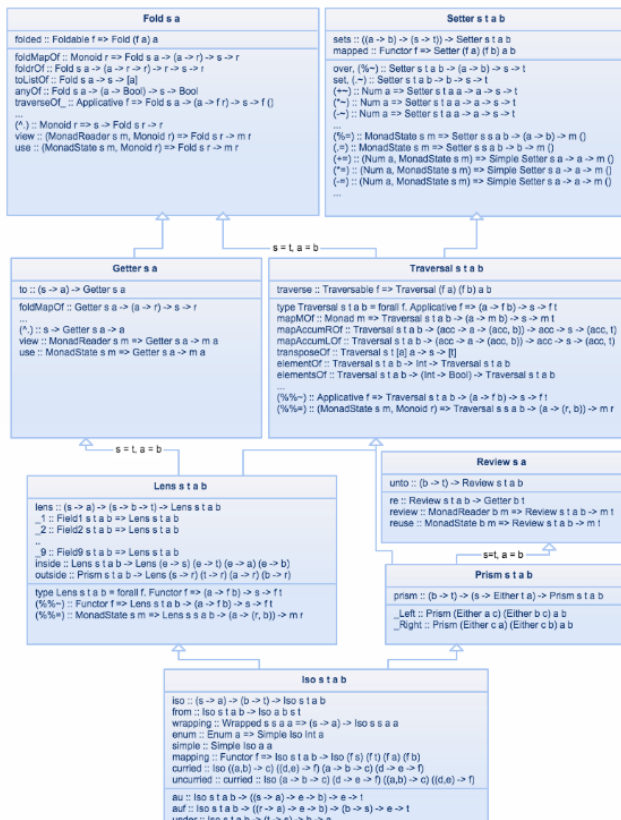 Fold s a
folded :: Foldable f => Fold (f a) a
foldMapOf :: Monoid r => Fold s a -> (a -> r) -> s -> r
foldrOf :: Fold s a -> (a -> r -> r) -> r -> s -> r
toListOf :: Fold s a -> s -> [a]
anyOf :: Fold s a -> (a -> Bool) -> s -> Bool
traverseOf_ :: Applicative f => Fold s a -> (a -> f r) -> s -> f ()
...
(^.) :: Monoid r => s -> Fold s r -> r
view :: (MonadReader s m, Monoid r) => Fold s r -> m r
use :: (MonadState s m, Monoid r) => Fold s r -> m r
Setter s t a b
sets :: ((a -> b) -> (s -> t)) -> Setter s t a b
mapped :: Functor f => Setter (f a) (f b) a b
over, (%~) :: Setter s t a b -> (a -> b) -> s -> t
set, (.~) :: Setter s t a b -> b -> s -> t
(+~) :: Num a => Setter s t a a -> a -> s -> t
(*~) :: Num a => Setter s t a a -> a -> s -> t
(-~) :: Num a => Setter s t a a -> a -> s -> t
...
(%=) :: MonadState s m => Setter s s a b -> (a -> b) -> m ()
(.=) :: MonadState s m => Setter s s a b -> b -> m ()
(+=) :: (Num a, MonadState s m) => Simple Setter s a -> a -> m ()
(*=) :: (Num a, MonadState s m) => Simple Setter s a -> a -> m ()
(-=) :: (Num a, MonadState s m) => Simple Setter s a -> a -> m ()
...
s = t, a = b
Getter s a
to :: (s -> a) -> Getter s a
foldMapOf :: Getter s a -> (a -> r) -> s -> r
...
(^.) :: s -> Getter s a -> a
view :: MonadReader s m => Getter s a -> m a
use :: MonadState s m => Getter s a -> m a
Traversal s t a b
traverse :: Traversable f => Traversal (f a) (f b) a b
type Traversal s t a b = forall f. Applicative f => (a -> f b) -> s -> f t
mapMOf :: Monad m => Traversal s t a b -> (a -> m b) -> s -> m t
mapAccumROf :: Traversal s t a b -> (acc -> a -> (acc, b)) -> acc -> s -> (acc, t)
mapAccumLOf :: Traversal s t a b -> (acc -> a -> (acc, b)) -> acc -> s -> (acc, t)
transposeOf :: Traversal s t [a] a -> s -> [t]
elementOf :: Traversal s t a b -> Int -> Traversal s t a b
elementsOf :: Traversal s t a b -> (Int -> Bool) -> Traversal s t a b
...
(%%~) :: Applicative f => Traversal s t a b -> (a -> f b) -> s -> f t
(%%=) :: (MonadState s m, Monoid r) => Traversal s s a b -> (a -> (r, b)) -> m r
s = t, a = b
Lens s t a b
lens :: (s -> a) -> (s -> b -> t) -> Lens s t a b
_1 :: Field1 s t a b => Lens s t a b
_2 :: Field2 s t a b => Lens s t a b
..
_9 :: Field9 s t a b => Lens s t a b
inside :: Lens s t a b -> Lens (e -> s) (e -> t) (e -> a) (e -> b)
outside :: Prism s t a b -> Lens (s -> r) (t -> r) (a -> r) (b -> r)
type Lens s t a b = forall f. Functor f => (a -> f b) -> s -> f t
(%%~) :: Functor f => Lens s t a b -> (a -> f b) -> s -> f t
(%%=) :: MonadState s m => Lens s s a b -> (a -> (r, b)) -> m r
Review s a
unto :: (b -> t) -> Review s t a b
re :: Review s t a b -> Getter b t
review :: MonadReader b m => Review s t a b -> m t
reuse :: MonadState b m => Review s t a b -> m t
s=t, a = b
Prism s t a b
prism :: (b -> t) -> (s -> Either t a) -> Prism s t a b
_Left :: Prism (Either a c) (Either b c) a b
_Right :: Prism (Either c a) (Either c b) a b
Iso s t a b
iso :: (s -> a) -> (b -> t) -> Iso s t a b
from :: Iso s t a b -> Iso a b s t
wrapping :: Wrapped s s a a => (s -> a) -> Iso s s a a
enum :: Enum a => Simple Iso Int a
simple :: Simple Iso a a
mapping :: Functor f => Iso s t a b -> Iso (f s) (f t) (f a) (f b)
curried :: Iso ((a,b) -> c) ((d,e) -> f) (a -> b -> c) (d -> e -> f)
uncurried :: curried :: Iso (a -> b -> c) (d -> e -> f) ((a,b) -> c) ((d,e) -> f)
au :: Iso s t a b -> ((s -> a) -> e -> b) -> e -> t
auf :: Iso s t a b -> ((r -> a) -> e -> b) -> (b -> s) -> e -> t
under :: Iso s t a b -> (t -> s) -> b -> a